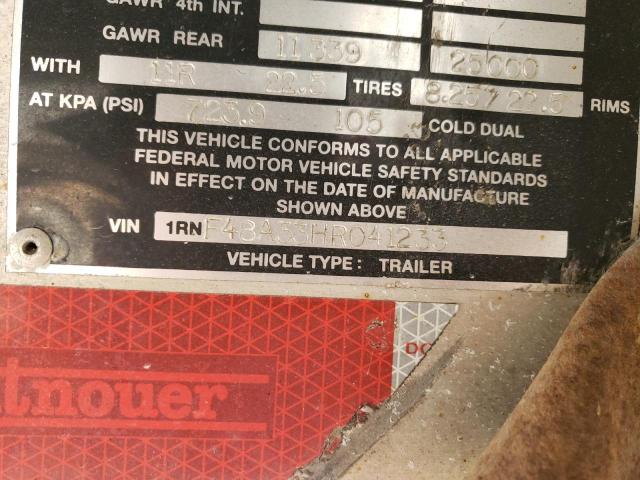 GAWR 4th INT.
GAWR REAR 11 339 25000
WITH 11R 22.5 TIRES 8.25 / 22.5 RIMS
AT KPA (PSI) 723.9 105 COLD DUAL
THIS VEHICLE CONFORMS TO ALL APPLICABLE
FEDERAL MOTOR VEHICLE SAFETY STANDARDS
IN EFFECT ON THE DATE OF MANUFACTURE
SHOWN ABOVE
VIN 1RNF48A33HR041233
VEHICLE TYPE: TRAILER
tnouer